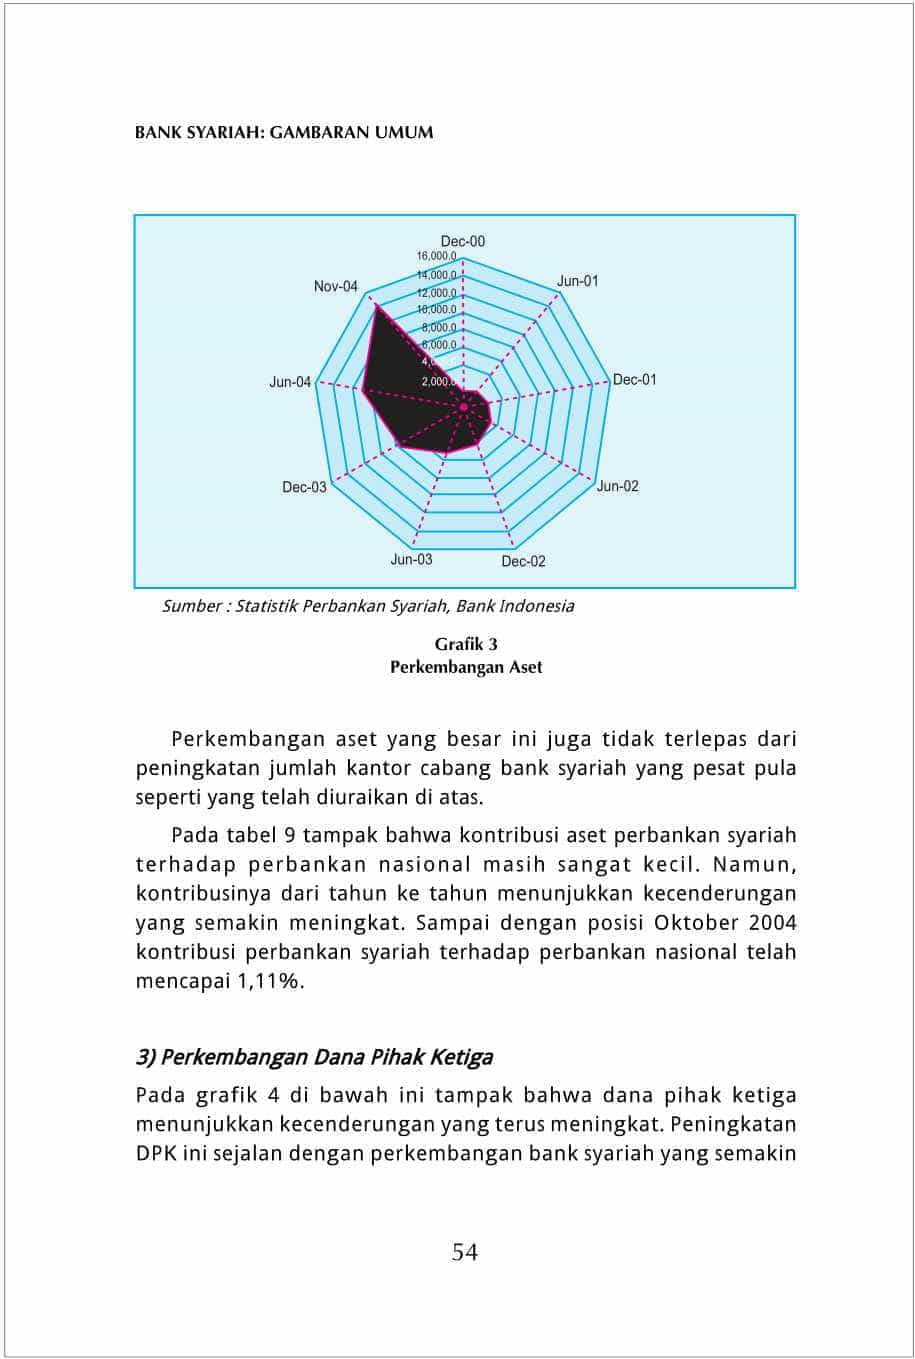 BANK SYARIAH: GAMBARAN UMUM
Dec-00
16,000.0
14,000.0
12,000.0
10,000.0
8,000.0
6,000.0
4,000.0
2,000.0
Jun-01
Dec-01
Jun-02
Dec-02
Jun-03
Dec-03
Jun-04
Nov-04
Sumber : Statistik Perbankan Syariah, Bank Indonesia
Grafik 3
Perkembangan Aset
Perkembangan aset yang besar ini juga tidak terlepas dari
peningkatan jumlah kantor cabang bank syariah yang pesat pula
seperti yang telah diuraikan di atas.
Pada tabel 9 tampak bahwa kontribusi aset perbankan syariah
terhadap perbankan nasional masih sangat kecil. Namun,
kontribusinya dari tahun ke tahun menunjukkan kecenderungan
yang semakin meningkat. Sampai dengan posisi Oktober 2004
kontribusi perbankan syariah terhadap perbankan nasional telah
mencapai 1,11%.
3) Perkembangan Dana Pihak Ketiga
Pada grafik 4 di bawah ini tampak bahwa dana pihak ketiga
menunjukkan kecenderungan yang terus meningkat. Peningkatan
DPK ini sejalan dengan perkembangan bank syariah yang semakin
54